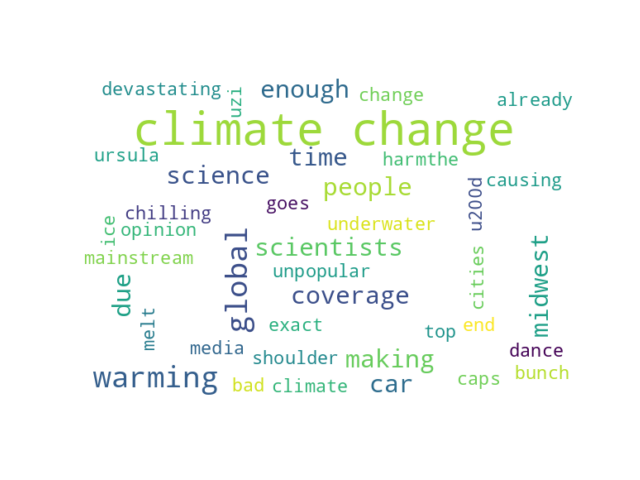 devastating
uzi
enough
change
already
climate change
ursula
science
time
harmthe
people
causing
u200d
chilling
goes
ice
opinion
underwater
mainstream
global
scientists
midwest
unpopular
cities
due
coverage
melt
exact
top
end
media
shoulder
making
dance
warming
bad
climate
car
caps
bunch